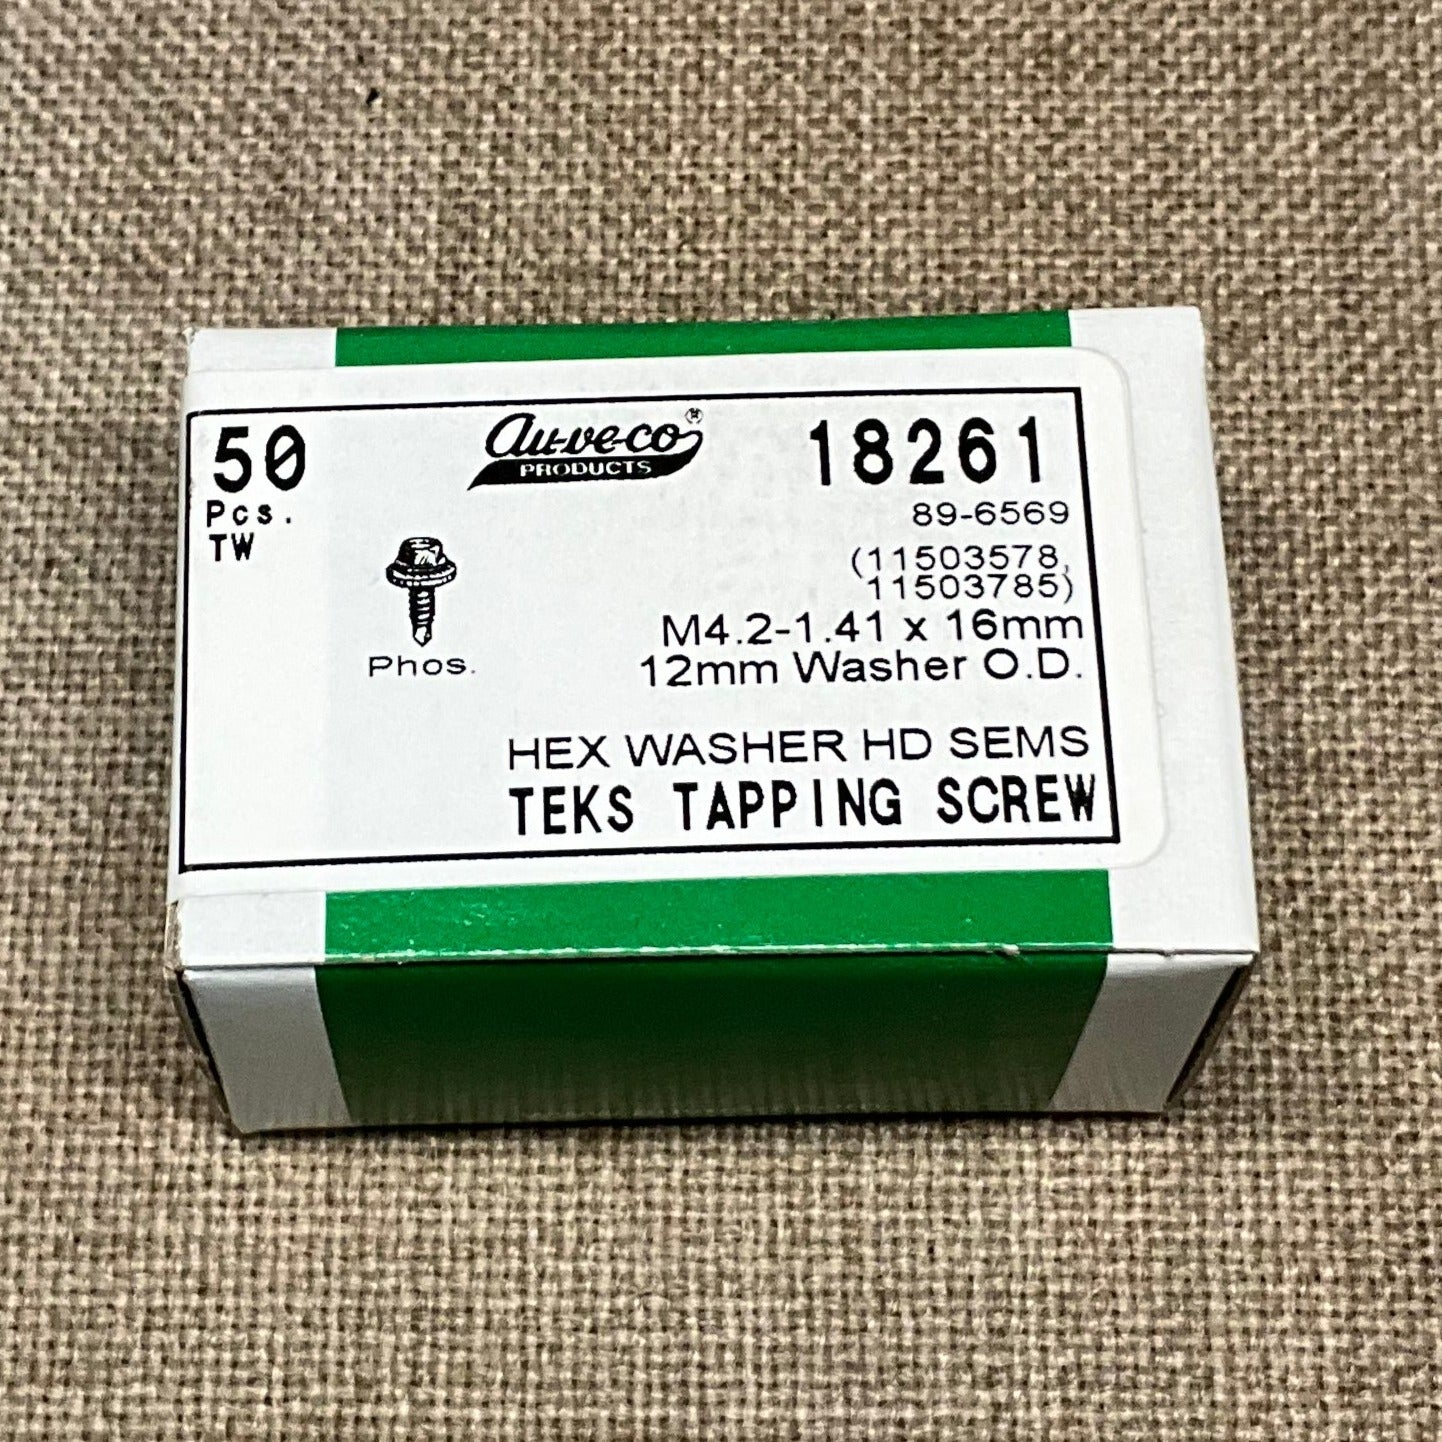 50
Pcs.
TW
Au-ve-co®
PRODUCTS
18261
89-6569
(11503578,
11503785)
M4.2-1.41 x 16mm
12mm Washer O.D.
Phos.
HEX WASHER HD SEMS
TEKS TAPPING SCREW